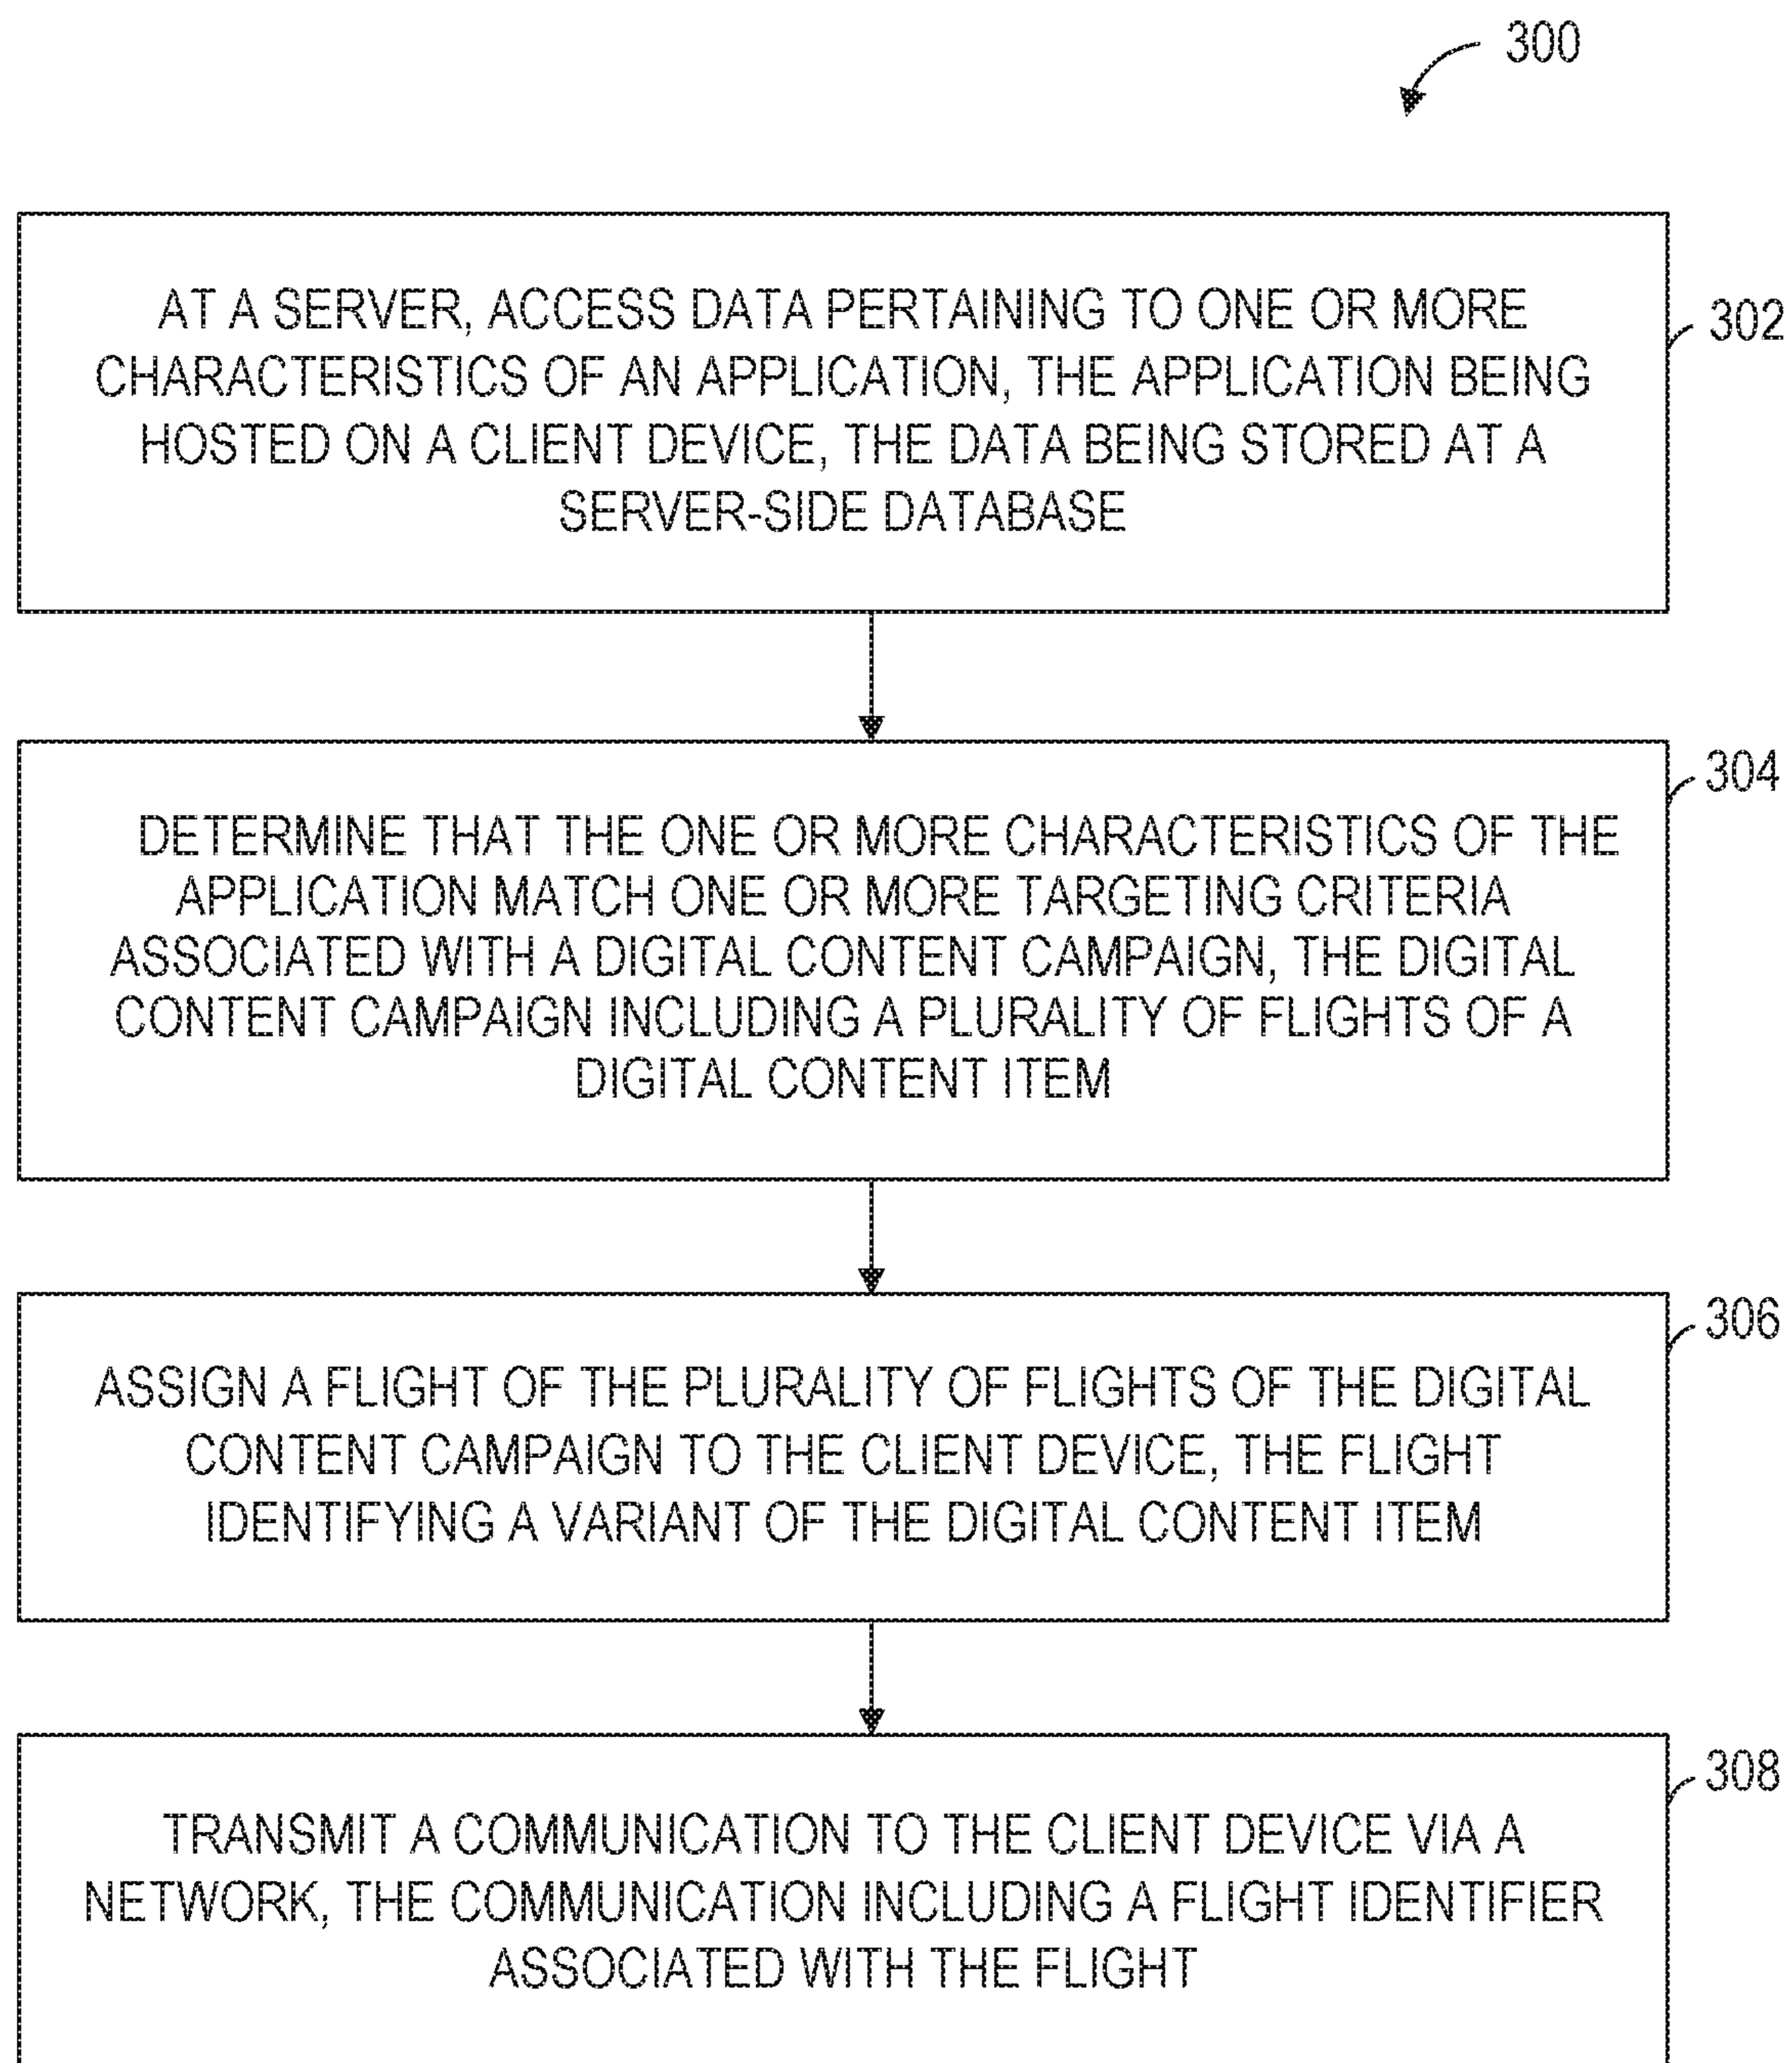 300
AT A SERVER, ACCESS DATA PERTAINING TO ONE OR MORE
CHARACTERISTICS OF AN APPLICATION, THE APPLICATION BEING
HOSTED ON A CLIENT DEVICE, THE DATA BEING STORED AT A
SERVER-SIDE DATABASE
302
DETERMINE THAT THE ONE OR MORE CHARACTERISTICS OF THE
APPLICATION MATCH ONE OR MORE TARGETING CRITERIA
ASSOCIATED WITH A DIGITAL CONTENT CAMPAIGN, THE DIGITAL
CONTENT CAMPAIGN INCLUDING A PLURALITY OF FLIGHTS OF A
DIGITAL CONTENT ITEM
304
ASSIGN A FLIGHT OF THE PLURALITY OF FLIGHTS OF THE DIGITAL
CONTENT CAMPAIGN TO THE CLIENT DEVICE, THE FLIGHT
IDENTIFYING A VARIANT OF THE DIGITAL CONTENT ITEM
306
TRANSMIT A COMMUNICATION TO THE CLIENT DEVICE VIA A
NETWORK, THE COMMUNICATION INCLUDING A FLIGHT IDENTIFIER
ASSOCIATED WITH THE FLIGHT
308